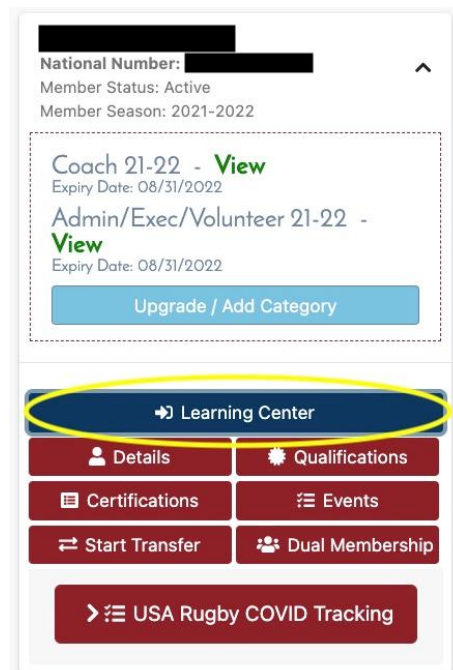 National Number:
Member Status: Active
Member Season: 2021-2022
Coach 21-22 - View
Expiry Date: 08/31/2022
Admin/Exec/Volunteer 21-22 -
View
Expiry Date: 08/31/2022
Upgrade / Add Category
Learning Center
Details
Qualifications
Certifications
Events
Start Transfer
Dual Membership
USA Rugby COVID Tracking